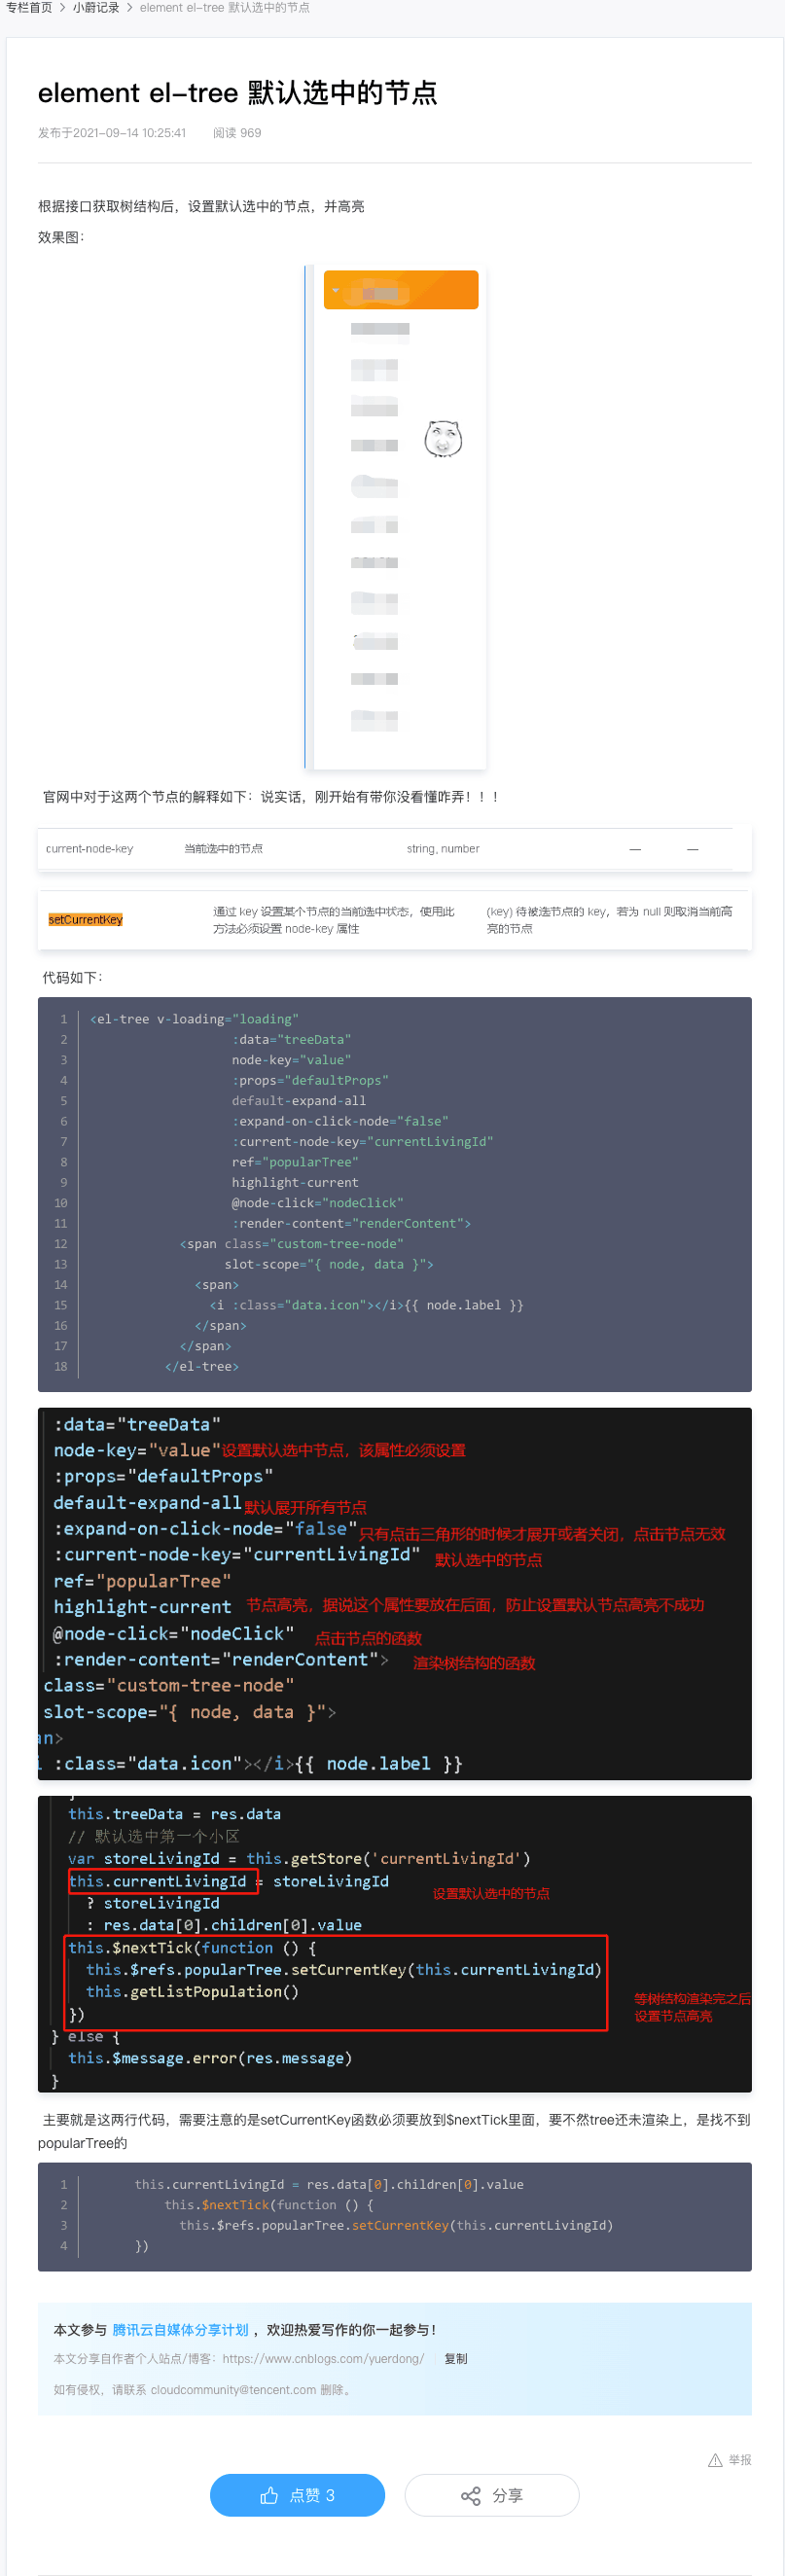 专栏首页 > 小蔚记录 > element el-tree 默认选中的节点
element el-tree 默认选中的节点
发布于2021-09-14 10:25:41 阅读 969
根据接口获取树结构后，设置默认选中的节点，并高亮
效果图：
官网中对于这两个节点的解释如下：说实话，刚开始有带你没看懂咋弄！！！
current-node-key 当前选中的节点 string, number — —
setCurrentKey 通过 key 设置某个节点的当前选中状态，使用此 (key) 待被选节点的 key，若为 null 则取消当前高
方法必须设置 node-key 属性 亮的节点
代码如下：
1 <el-tree v-loading="loading"
2 :data="treeData"
3 node-key="value"
4 :props="defaultProps"
5 default-expand-all
6 :expand-on-click-node="false"
7 :current-node-key="currentLivingId"
8 ref="popularTree"
9 highlight-current
10 @node-click="nodeClick"
11 :render-content="renderContent">
12 <span class="custom-tree-node"
13 slot-scope="{ node, data }">
14 <span>
15 <i :class="data.icon"></i>{{ node.label }}
16 </span>
17 </span>
18 </el-tree>
:data="treeData"
node-key="value"设置默认选中节点，该属性必须设置
:props="defaultProps"
default-expand-all默认展开所有节点
:expand-on-click-node="false"只有点击三角形的时候才展开或者关闭，点击节点无效
:current-node-key="currentLivingId" 默认选中的节点
ref="popularTree"
highlight-current 节点高亮，据说这个属性要放在后面，防止设置默认节点高亮不成功
@node-click="nodeClick" 点击节点的函数
:render-content="renderContent"> 渲染树结构的函数
class="custom-tree-node"
slot-scope="{ node, data }">
an>
i :class="data.icon"></i>{{ node.label }}
this.treeData = res.data
// 默认选中第一个小区
var storeLivingId = this.getStore('currentLivingId')
this.currentLivingId = storeLivingId
设置默认选中的节点
? storeLivingId
: res.data[0].children[0].value
this.$nextTick(function () {
this.$refs.popularTree.setCurrentKey(this.currentLivingId)
this.getListPopulation()
等树结构渲染完之后
})
设置节点高亮
} else {
this.$message.error(res.message)
}
主要就是这两行代码，需要注意的是setCurrentKey函数必须要放到$nextTick里面，要不然tree还未渲染上，是找不到
popularTree的
1 this.currentLivingId = res.data[0].children[0].value
2 this.$nextTick(function () {
3 this.$refs.popularTree.setCurrentKey(this.currentLivingId)
4 })
本文参与 腾讯云自媒体分享计划 ，欢迎热爱写作的你一起参与！
本文分享自作者个人站点/博客：https://www.cnblogs.com/yuerdong/ 复制
如有侵权，请联系 cloudcommunity@tencent.com 删除。
举报
点赞 3 分享